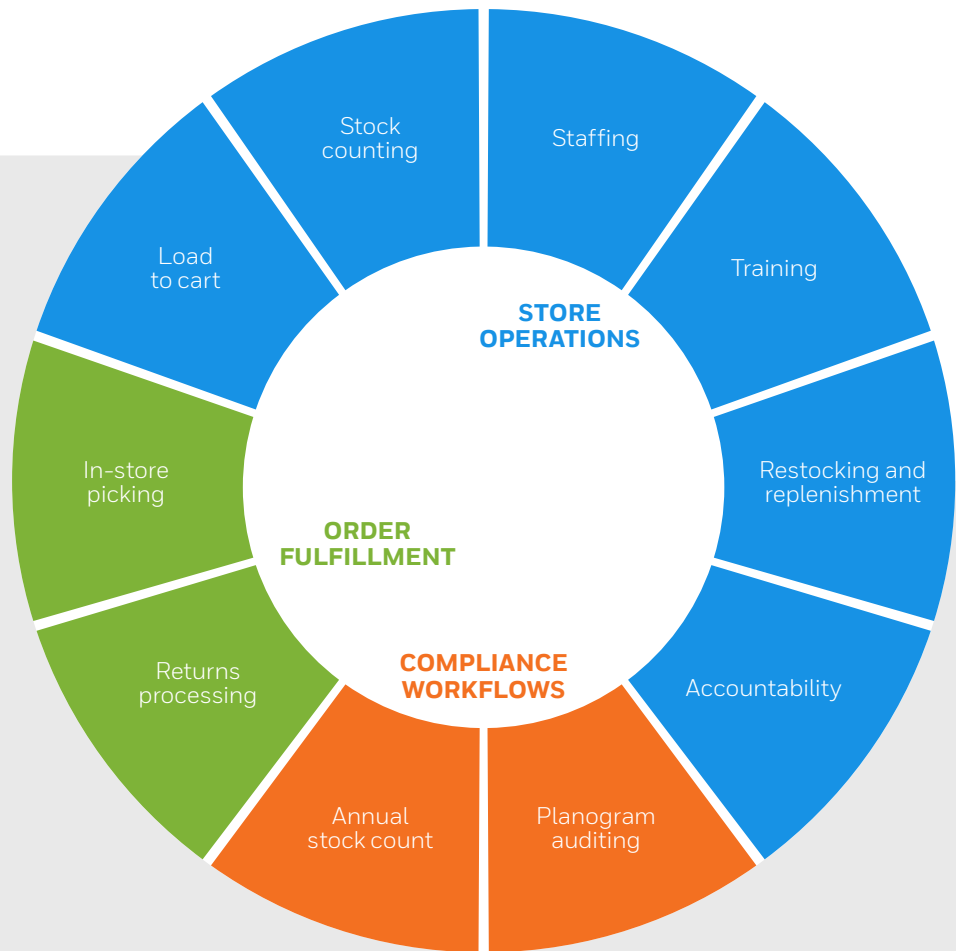 Stock
counting
Staffing
Load
to cart
Training
STORE
OPERATIONS
In-store
picking
Restocking and
replenishment
ORDER
FULFILLMENT
COMPLIANCE
WORKFLOWS
Returns
processing
Accountability
Annual
stock count
Planogram
auditing